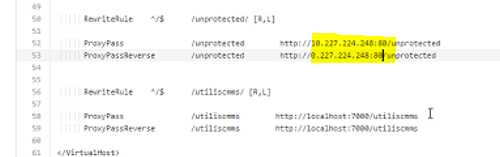 49
50 RewriteRule ^/$ /unprotected/ [R,L]
51
52 ProxyPass /unprotected http://10.227.224.248:80/unprotected
53 ProxyPassReverse /unprotected http://0.227.224.248:80/unprotected
54
55
56 RewriteRule ^/$ /utiliscmms/ [R,L]
57
58 ProxyPass /utiliscmms http://localhost:7000/utiliscmms
59 ProxyPassReverse /utiliscmms http://localhost:7000/utiliscmms
60
61 </VirtualHost>